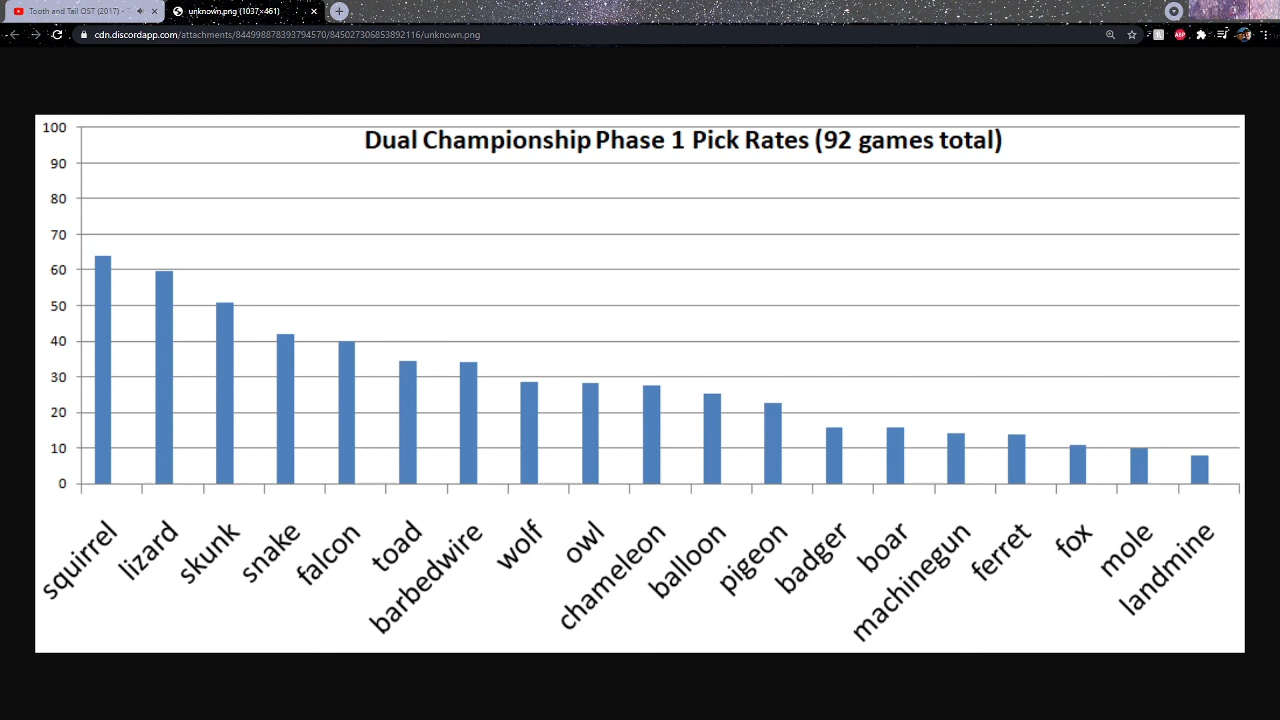 Tooth and Tail OST (2017) - 
unknown.png (1037×461)
cdn.discordapp.com/attachments/844998878393794570/845027306853892116/unknown.png
ABP
Dual Championship Phase 1 Pick Rates (92 games total)
100
90
80
70
60
50
40
30
20
10
0
squirrel
lizard
skunk
snake
falcon
toad
barbedwire
wolf
owl
chameleon
balloon
pigeon
badger
boar
machinegun
ferret
fox
mole
landmine